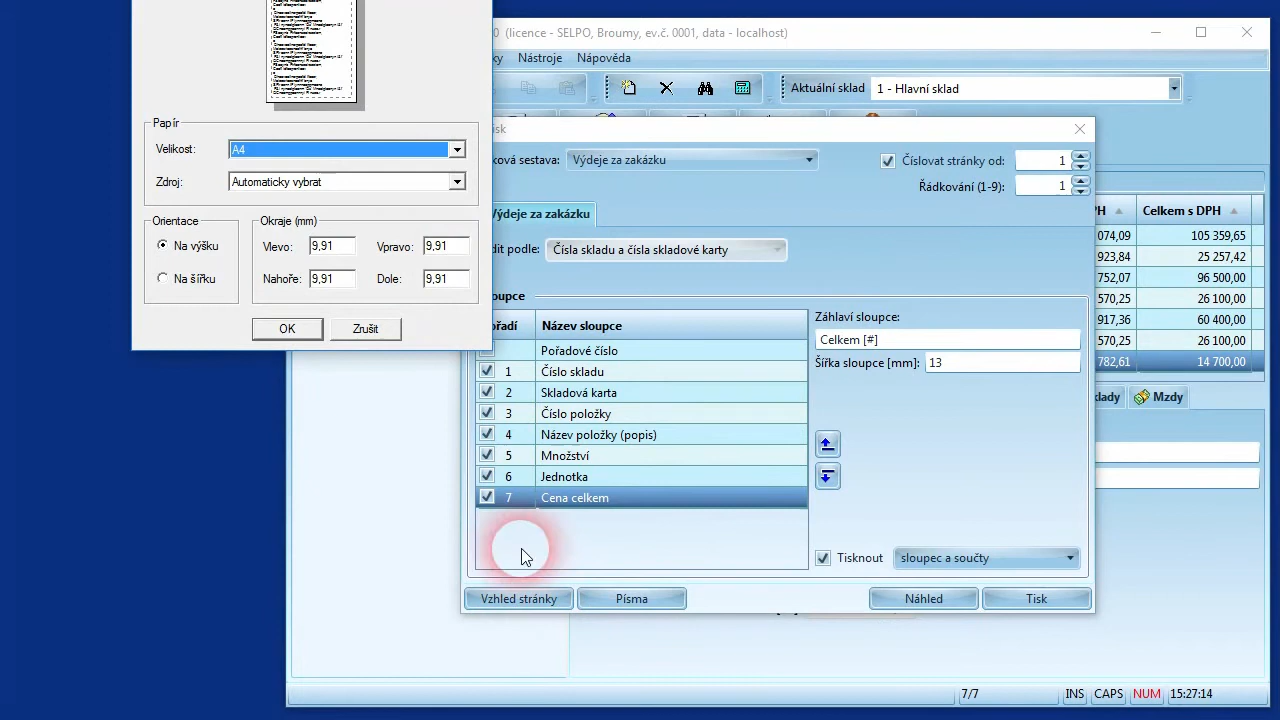 0 (licence - SELPO, Broumy, ev.č. 0001, data - localhost)
ky Nástroje Nápověda
Aktuální sklad 1 - Hlavní sklad
Papír
Velikost: A4
Zdroj: Automaticky vybrat
Orientace
Na výšku
Na šířku
Okraje (mm)
Vlevo: 9,91 Vpravo: 9,91
Nahoře: 9,91 Dole: 9,91
OK Zrušit
isk
ková sestava: Výdeje za zakázku
Číslovat stránky od: 1
Řádkování (1-9): 1
Výdeje za zakázku
dit podle: Čísla skladu a čísla skladové karty
oupce
ořadí Název sloupce
Pořadové číslo
1 Číslo skladu
2 Skladová karta
3 Číslo položky
4 Název položky (popis)
5 Množství
6 Jednotka
7 Cena celkem
Záhlaví sloupce:
Celkem [#]
Šířka sloupce [mm]: 13
Tisknout sloupec a součty
Vzhled stránky Písma Náhled Tisk
PH Celkem s DPH
074,09 105 359,65
923,84 25 257,42
752,07 96 500,00
570,25 26 100,00
917,36 60 400,00
570,25 26 100,00
782,61 14 700,00
klady Mzdy
7/7 INS CAPS NUM 15:27:14